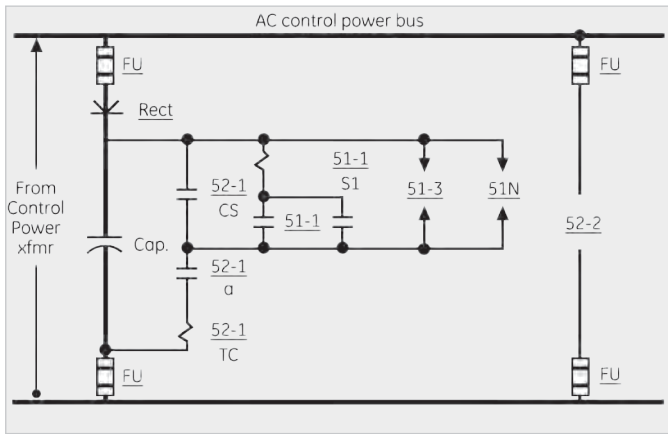 AC control power bus
FU
FU
Rect
52-1
CS
51-1
S1
51-1
51-3
51N
From
Control
Power
xfmr
Cap.
52-2
52-1
a
52-1
TC
FU
FU